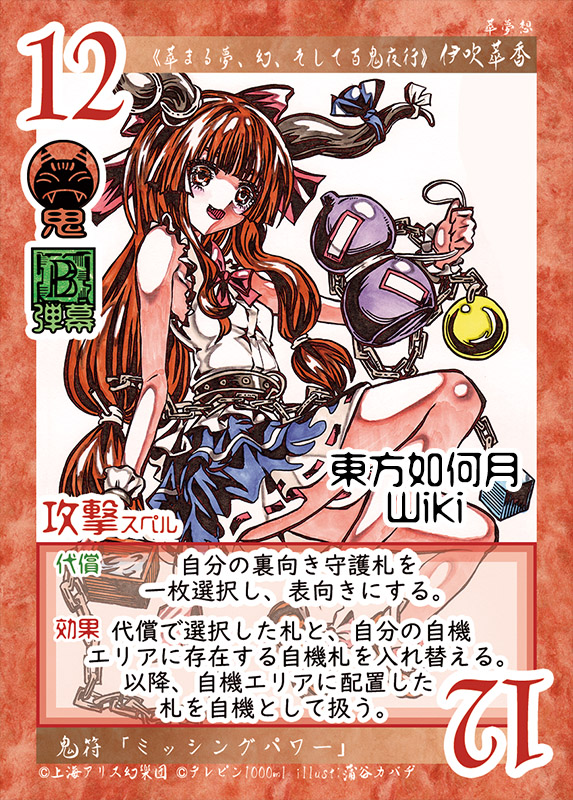 萃夢想
12
《萃まる夢、幻、そして百鬼夜行》伊吹萃香
鬼
B
弾幕
東方如何月
Wiki
攻撃スペル
代償 自分の裏向き守護札を
一枚選択し、表向きにする。
効果 代償で選択した札と、自分の自機
エリアに存在する自機札を入れ替える。
以降、自機エリアに配置した
札を自機として扱う。
12
鬼符「ミッシングパワー」
©上海アリス幻樂団 ©テレピン1000ml illust:蒲谷カバヂ